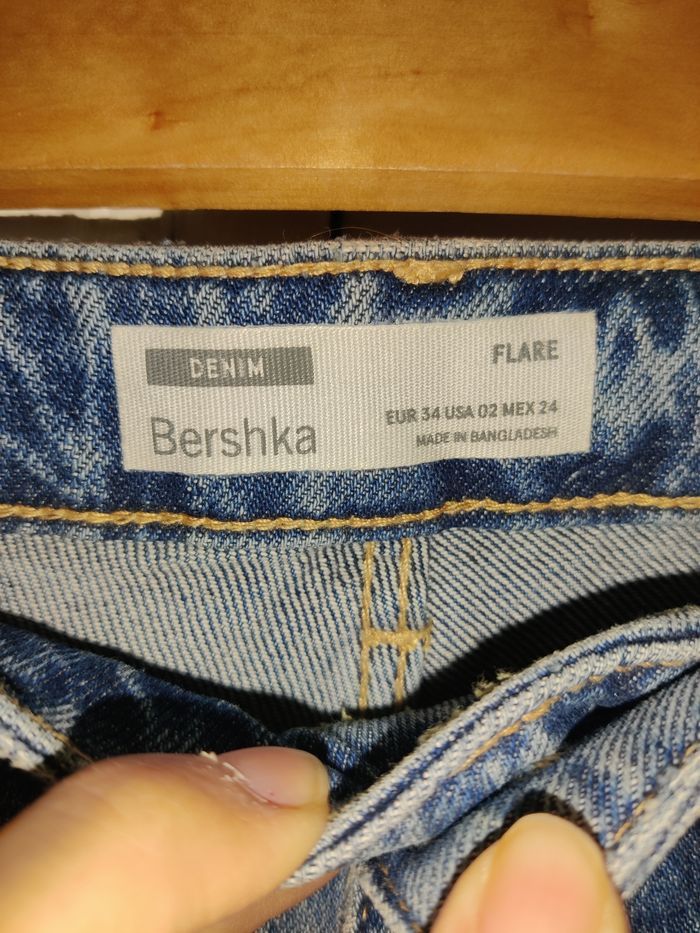 DENIM
FLARE
Bershka
EUR 34 USA 02 MEX 24
MADE IN BANGLADESH